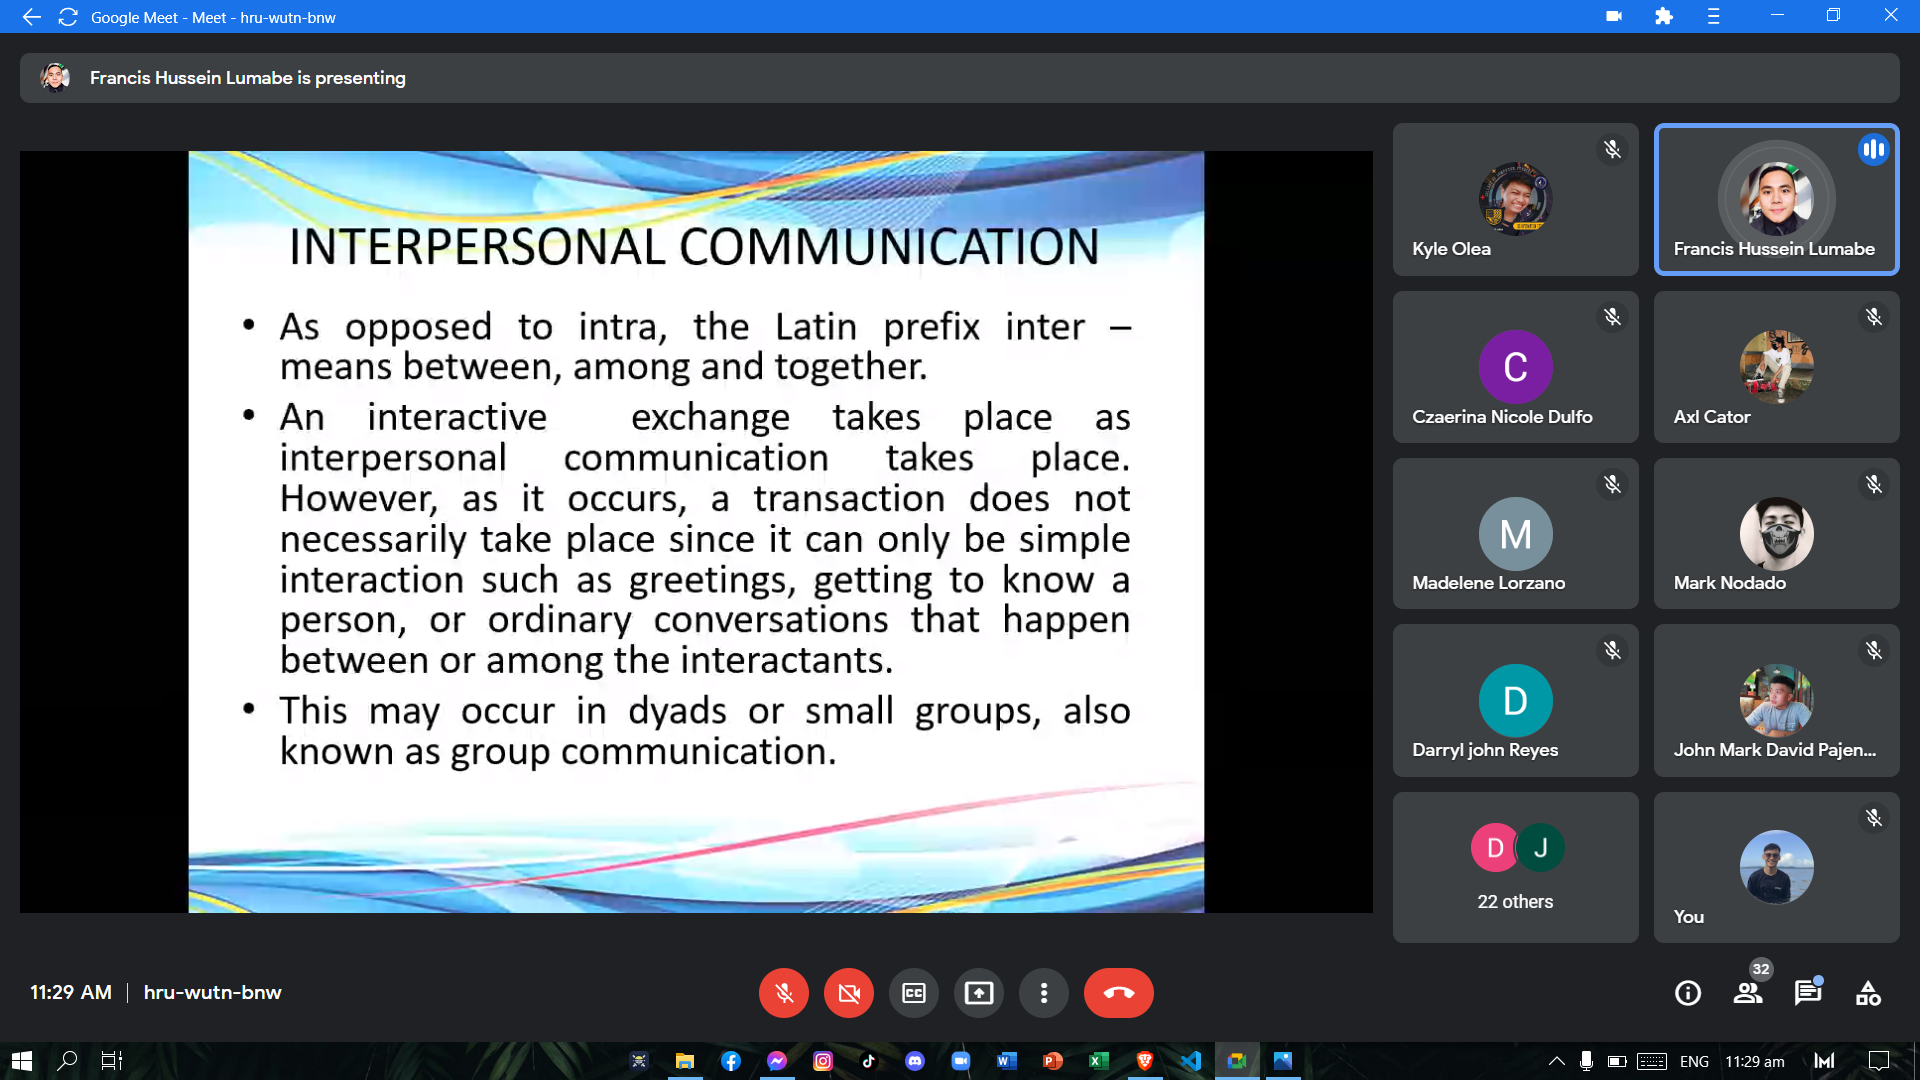 Google Meet - Meet - hru-wutn-bnw
Francis Hussein Lumabe is presenting
INTERPERSONAL COMMUNICATION
• As opposed to intra, the Latin prefix inter –
means between, among and together.
• An interactive exchange takes place as
interpersonal communication takes place.
However, as it occurs, a transaction does not
necessarily take place since it can only be simple
interaction such as greetings, getting to know a
person, or ordinary conversations that happen
between or among the interactants.
• This may occur in dyads or small groups, also
known as group communication.
Kyle Olea
Francis Hussein Lumabe
C
Czaerina Nicole Dulfo
Axl Cator
M
Madelene Lorzano
Mark Nodado
D
Darryl john Reyes
John Mark David Pajen...
D J
22 others
You
11:29 AM | hru-wutn-bnw
CC
32
ENG 11:29 am